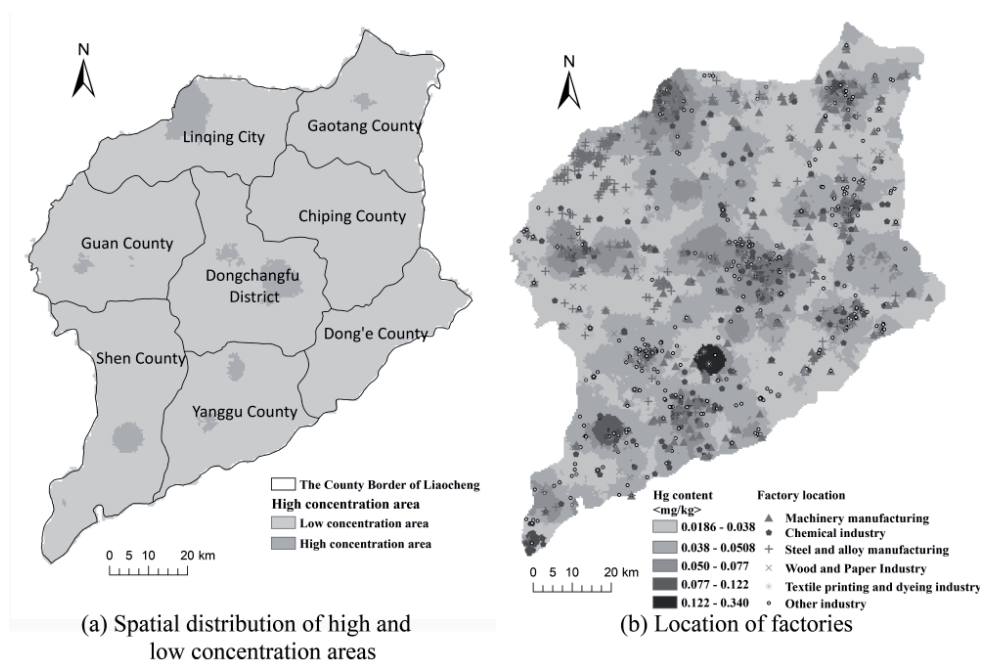 N
Linqing City
Gaotang County
Chiping County
Guan County
Dongchangfu
District
Dong'e County
Shen County
Yanggu County
The County Border of Liaocheng
High concentration area
Low concentration area
High concentration area
0 5 10 20 km
(a) Spatial distribution of high and
low concentration areas
N
Hg content
<mg/kg>
0.0186 - 0.038
0.038 - 0.0508
0.050 - 0.077
0.077 - 0.122
0.122 - 0.340
Factory location
Machinery manufacturing
Chemical industry
Steel and alloy manufacturing
Wood and Paper Industry
Textile printing and dyeing industry
Other industry
0 5 10 20 km
(b) Location of factories